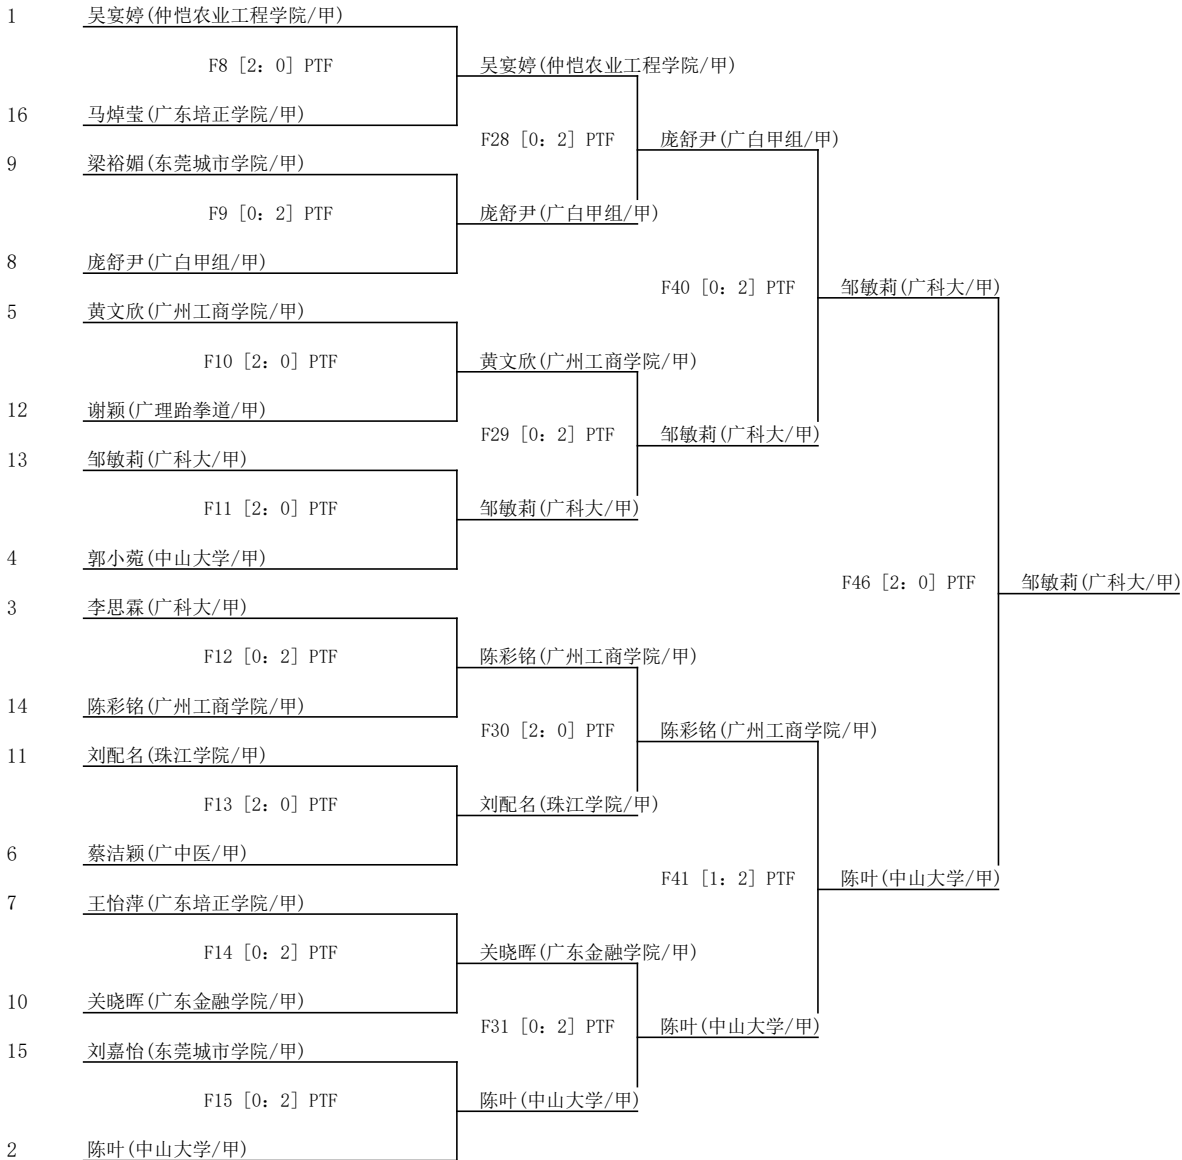 1 吴宴婷(仲恺农业工程学院/甲)
F8 [2: 0] PTF 吴宴婷(仲恺农业工程学院/甲)
16 马焯莹(广东培正学院/甲)
F28 [0: 2] PTF 庞舒尹(广白甲组/甲)
9 梁裕媚(东莞城市学院/甲)
F9 [0: 2] PTF 庞舒尹(广白甲组/甲)
8 庞舒尹(广白甲组/甲)
F40 [0: 2] PTF 邹敏莉(广科大/甲)
5 黄文欣(广州工商学院/甲)
F10 [2: 0] PTF 黄文欣(广州工商学院/甲)
12 谢颖(广理跆拳道/甲)
F29 [0: 2] PTF 邹敏莉(广科大/甲)
13 邹敏莉(广科大/甲)
F11 [2: 0] PTF 邹敏莉(广科大/甲)
4 郭小菀(中山大学/甲)
F46 [2: 0] PTF 邹敏莉(广科大/甲)
3 李思霖(广科大/甲)
F12 [0: 2] PTF 陈彩铭(广州工商学院/甲)
14 陈彩铭(广州工商学院/甲)
F30 [2: 0] PTF 陈彩铭(广州工商学院/甲)
11 刘配名(珠江学院/甲)
F13 [2: 0] PTF 刘配名(珠江学院/甲)
6 蔡洁颖(广中医/甲)
F41 [1: 2] PTF 陈叶(中山大学/甲)
7 王怡萍(广东培正学院/甲)
F14 [0: 2] PTF 关晓晖(广东金融学院/甲)
10 关晓晖(广东金融学院/甲)
F31 [0: 2] PTF 陈叶(中山大学/甲)
15 刘嘉怡(东莞城市学院/甲)
F15 [0: 2] PTF 陈叶(中山大学/甲)
2 陈叶(中山大学/甲)